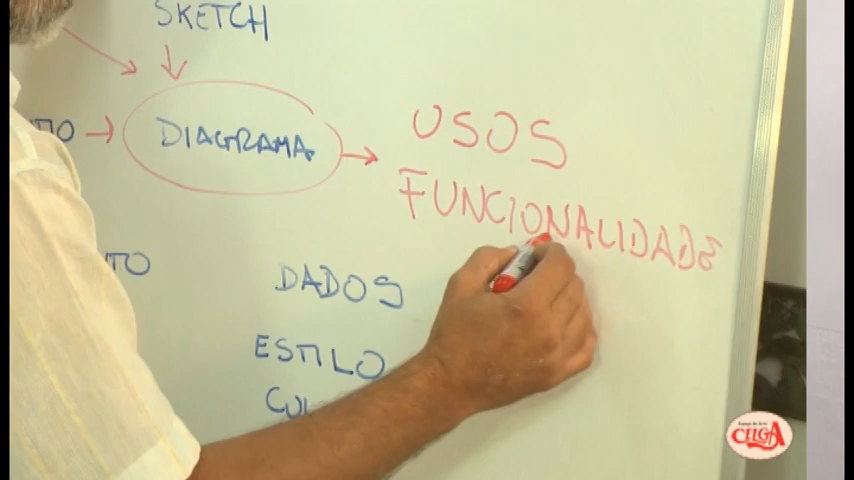 SKETCH
DIAGRAMA
USOS
FUNCIONALIDADE
DADOS
ESTILO
CELGA